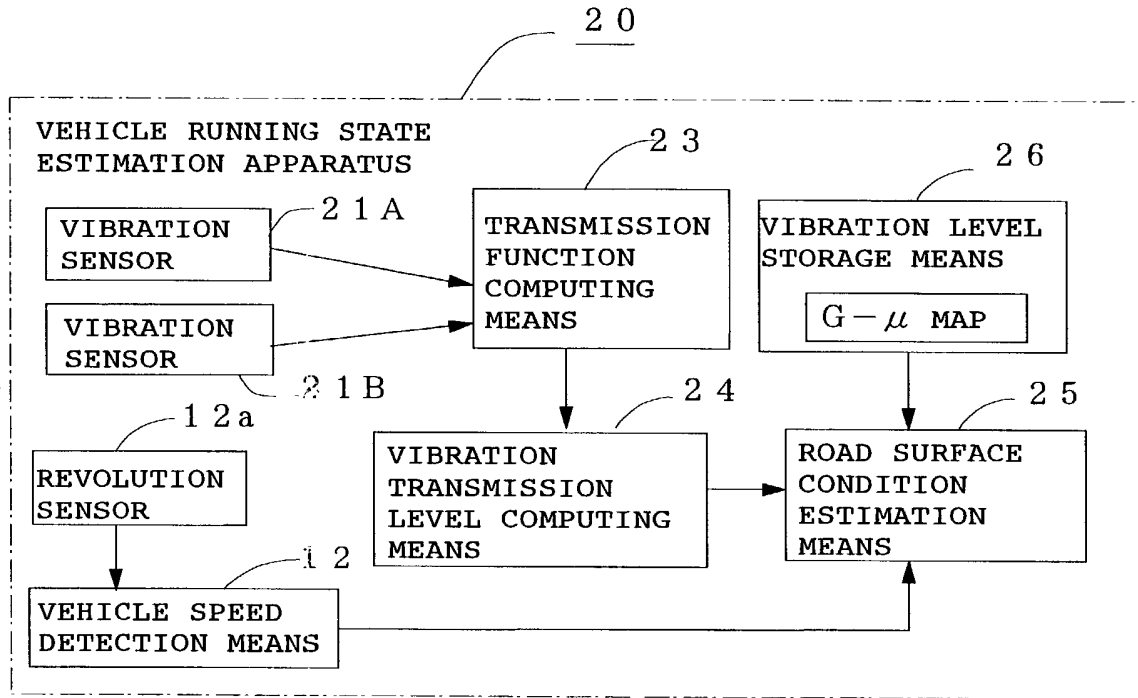 20
VEHICLE RUNNING STATE
ESTIMATION APPARATUS
23
26
21A
VIBRATION
SENSOR
TRANSMISSION
FUNCTION
COMPUTING
MEANS
VIBRATION LEVEL
STORAGE MEANS
G-μ MAP
VIBRATION
SENSOR
21B
24
25
12a
REVOLUTION
SENSOR
VIBRATION
TRANSMISSION
LEVEL COMPUTING
MEANS
ROAD SURFACE
CONDITION
ESTIMATION
MEANS
12
VEHICLE SPEED
DETECTION MEANS